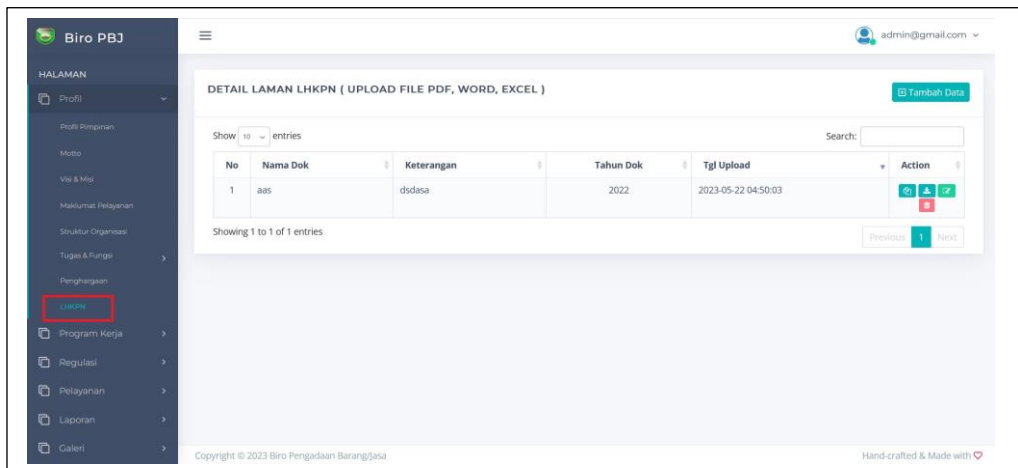 Biro PBJ
admin@gmail.com
HALAMAN
Profil
Profil Pimpinan
Motto
Visi & Misi
Maklumat Pelayanan
Struktur Organisasi
Tugas & Fungsi
Penghargaan
LHKPN
Program Kerja
Regulasi
Pelayanan
Laporan
Galeri
DETAIL LAMAN LHKPN ( UPLOAD FILE PDF, WORD, EXCEL )
Tambah Data
Show 10 entries
Search:
No Nama Dok Keterangan Tahun Dok Tgl Upload Action
1 aas dsdasa 2022 2023-05-22 04:50:03
Showing 1 to 1 of 1 entries
Previous 1 Next
Copyright © 2023 Biro Pengadaan Barang/Jasa
Hand-crafted & Made with